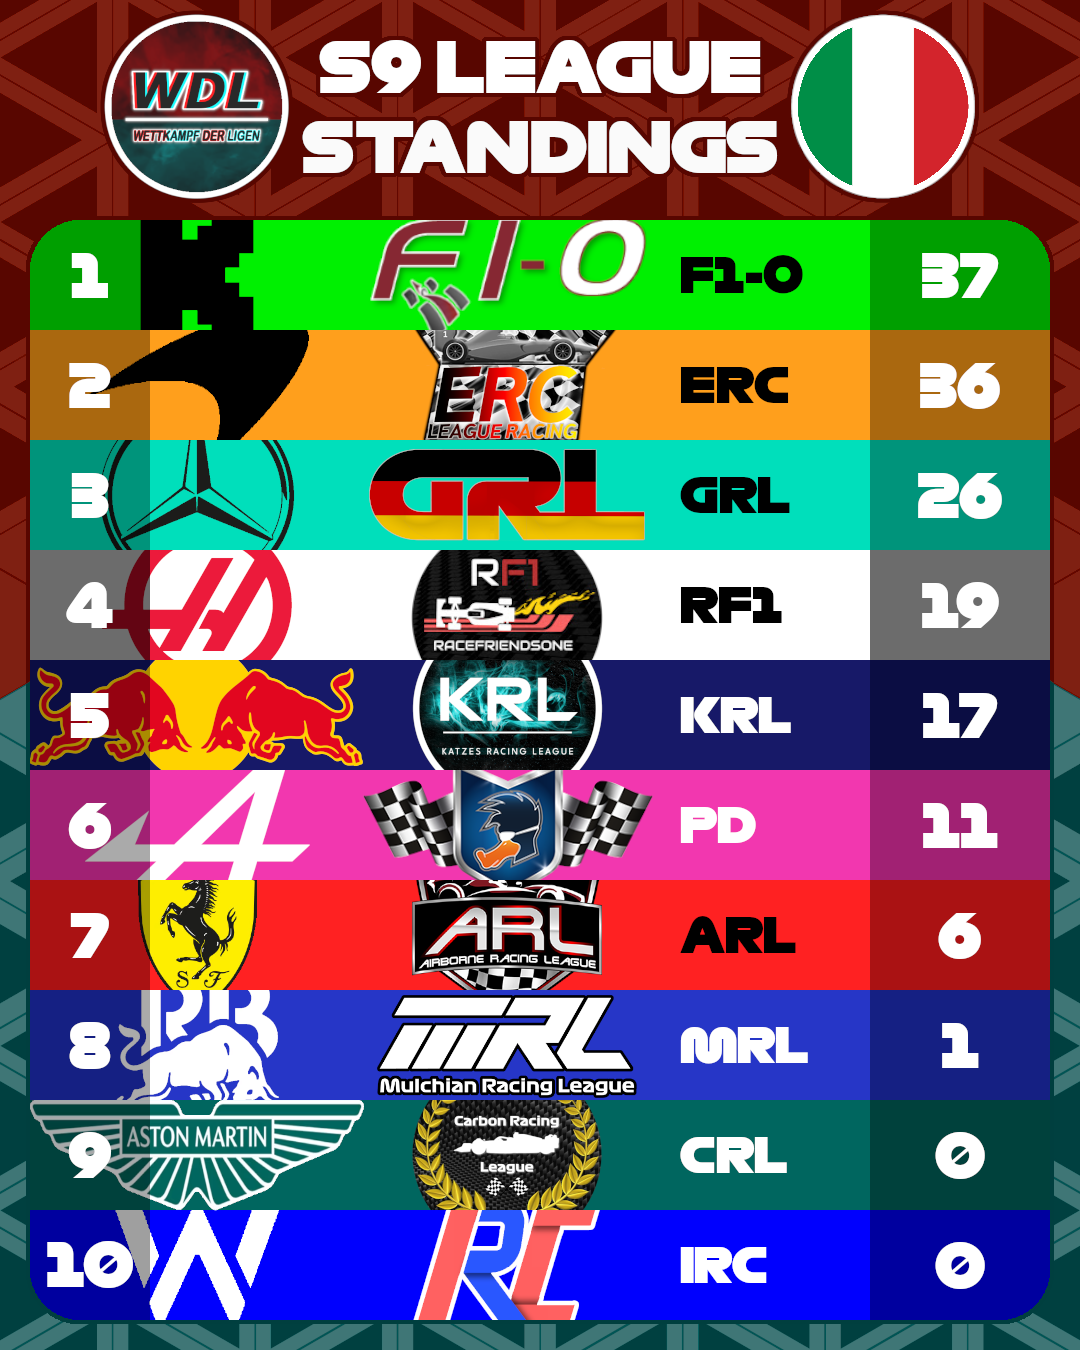 WDL
WETTKAMPF DER LIGEN
S9 LEAGUE
STANDINGS
1 F1-0 F1-O 37
2 ERC LEAGUE RACING ERC 36
3 GRL GRL 26
4 RF1 RACEFRIENDSONE RF1 19
5 KRL KATZES RACING LEAGUE KRL 17
6 PD 11
7 S F ARL AIRBORNE RACING LEAGUE ARL 6
8 RB MRL Mulchian Racing League MRL 1
9 ASTON MARTIN Carbon Racing League CRL 0
10 W IRC IRC 0